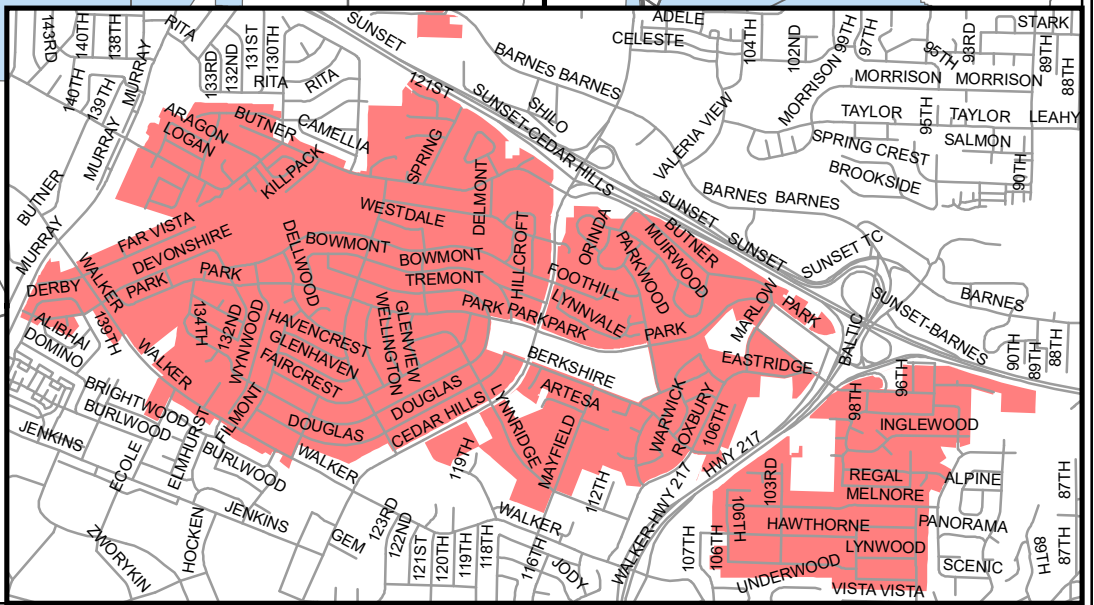 143RD
140TH
138TH
MURRAY
RITA
133RD
132ND
131ST
130TH
RITA
RITA
SUNSET
BARNES BARNES
ADELE
CELESTE
104TH
102ND
MORRISON
99TH
97TH
95TH
93RD
STARK
89TH
88TH
MORRISON
MORRISON
140TH
139TH
MURRAY
ARAGON
LOGAN
BUTNER
CAMELLIA
KILLPACK
121ST
SUNSET-CEDAR HILLS
SHILO
SPRING
VALERIA VIEW
TAYLOR
95TH
TAYLOR
LEAHY
SPRING CREST
SALMON
BROOKSIDE
90TH
BARNES
BARNES
BUTNER
MURRAY
FAR VISTA
DEVONSHIRE
PARK
PARK
WALKER
DERBY
ALIBHAI
DOMINO
139TH
WALKER
134TH
132ND
WYNWOOD
DELLWOOD
WESTDALE
DELMONT
BOWMONT
BOWMONT
TREMONT
HILLCROFT
PARK
PARK
PARK
ORINDA
PARKWOOD
MUIRWOOD
BUTNER
SUNSET
SUNSET
SUNSET TC
FOOTHILL
LYNNVALE
PARK
MARLOW
PARK
BALTIC
SUNSET-BARNES
BARNES
90TH
89TH
88TH
HAVENCREST
GLENHAVEN
FAIRCREST
WELLINGTON
GLENVIEW
DOUGLAS
DOUGLAS
CEDAR HILLS
FILMONT
BERKSHIRE
ARTESA
LYNNRIDGE
MAYFIELD
WARWICK
ROXBURY
106TH
EASTRIDGE
HWY 217
98TH
96TH
INGLEWOOD
BRIGHTWOOD
BURLWOOD
JENKINS
ECOLE
ELMHURST
BURLWOOD
WALKER
119TH
112TH
WALKER-HWY 217
103RD
REGAL
MELNORE
ALPINE
87TH
ZWORYKIN
HOCKEN
JENKINS
GEM
123RD
122ND
121ST
120TH
119TH
118TH
WALKER
116TH
JODY
107TH
106TH
106TH
HAWTHORNE
LYNWOOD
PANORAMA
SCENIC
89TH
87TH
UNDERWOOD
VISTA VISTA